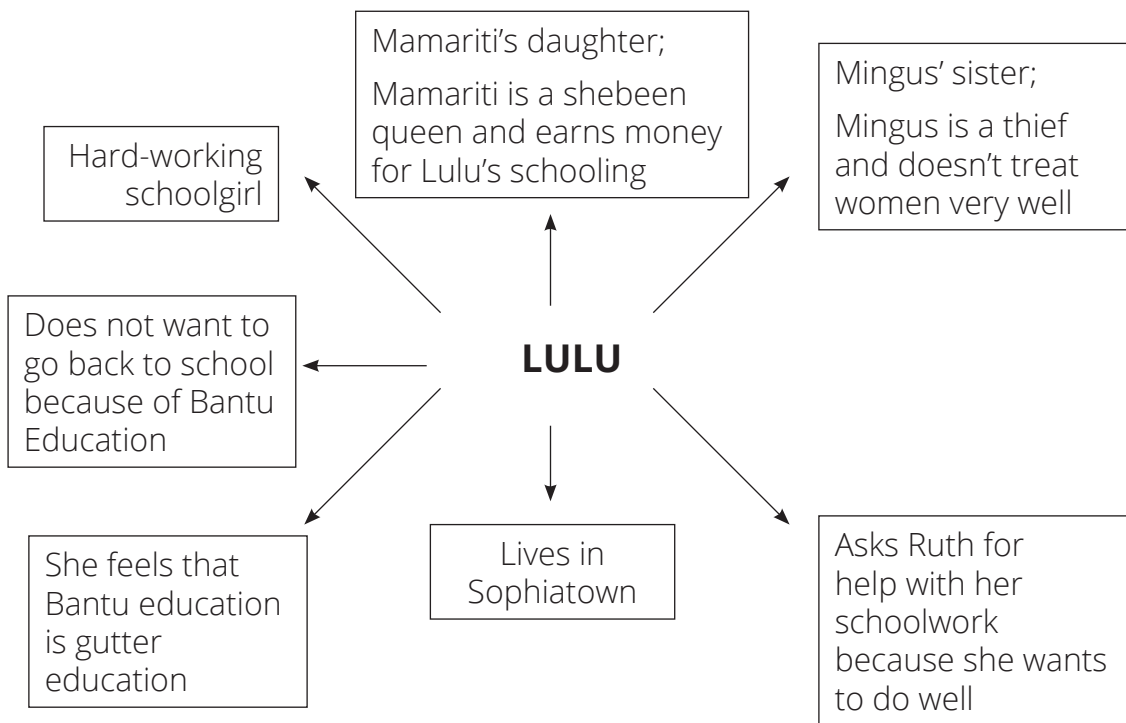 Mamariti’s daughter;
Mamariti is a shebeen
queen and earns money
for Lulu’s schooling
Mingus’ sister;
Mingus is a thief
and doesn’t treat
women very well
Hard-working
schoolgirl
Does not want to
go back to school
because of Bantu
Education
LULU
She feels that
Bantu education
is gutter
education
Lives in
Sophiatown
Asks Ruth for
help with her
schoolwork
because she wants
to do well